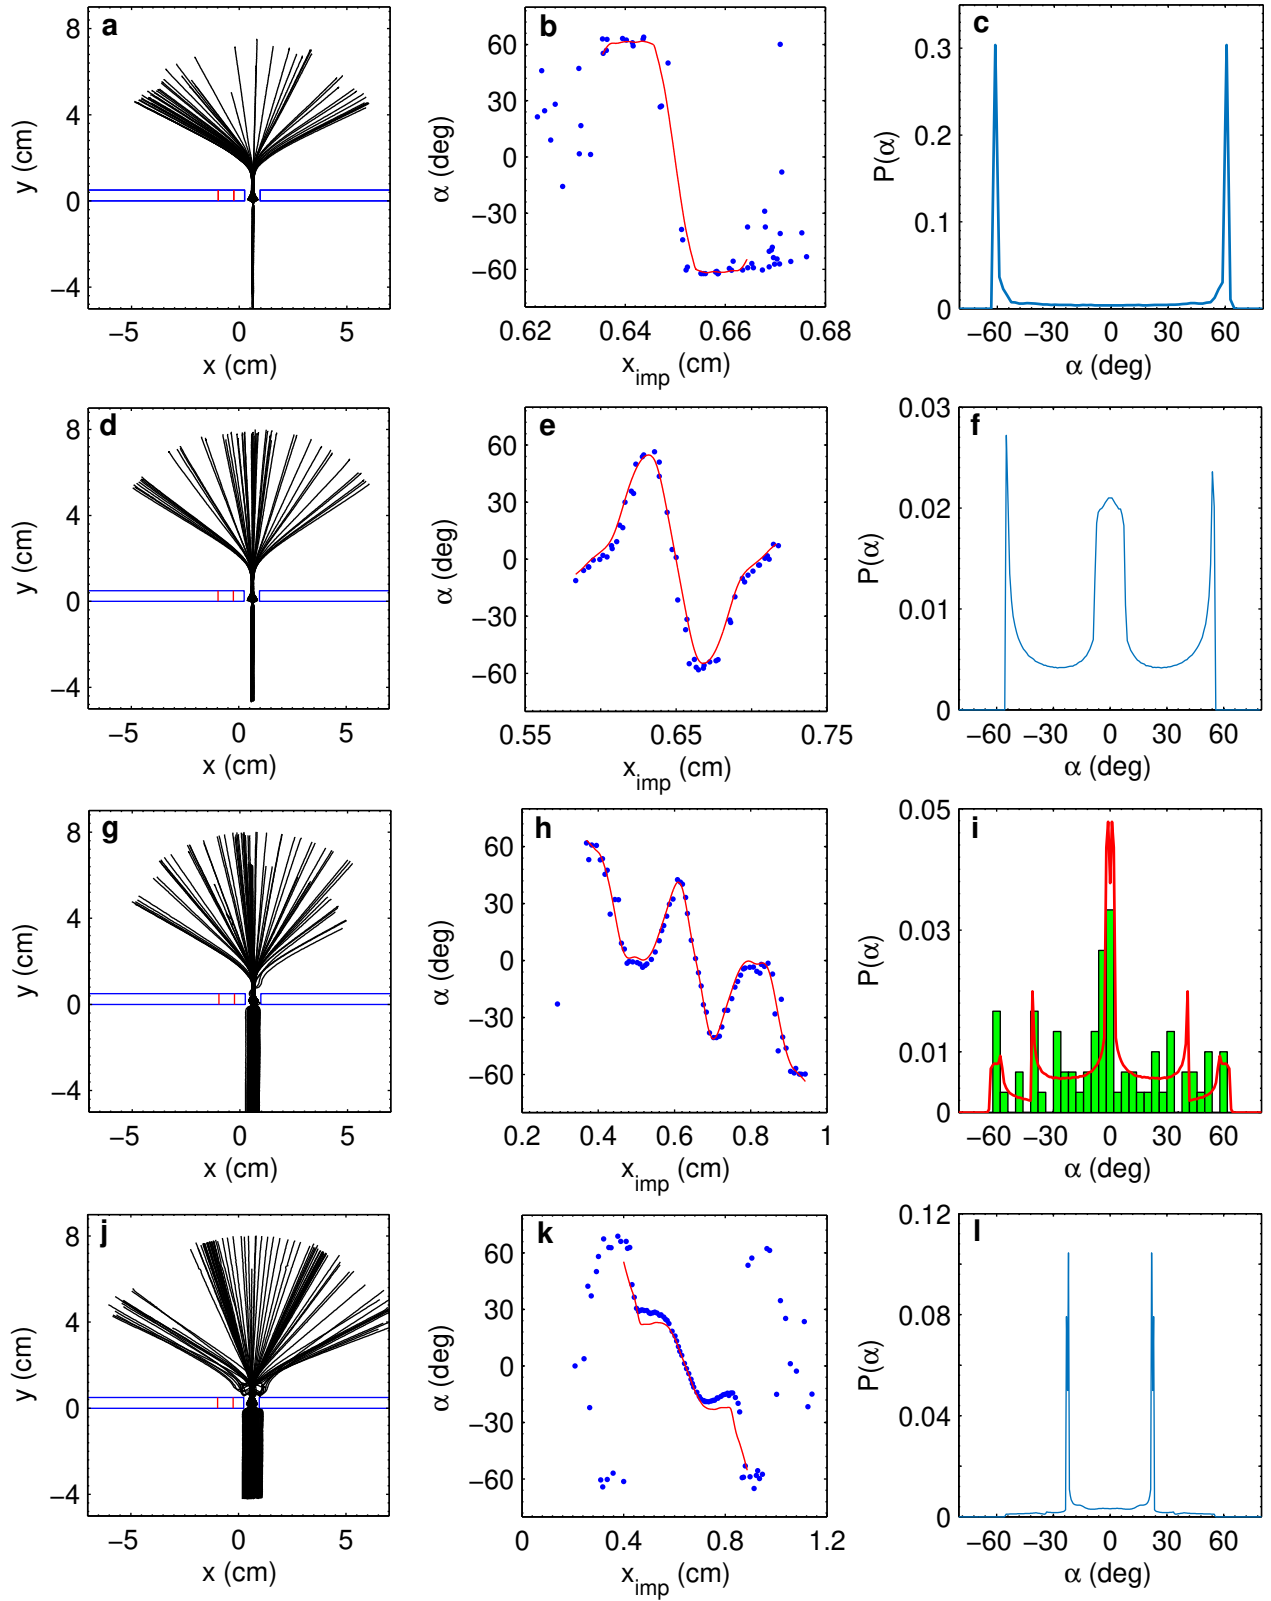 a
8
4
0
−4
y (cm)
−5 0 5
x (cm)
b
60
30
0
−30
−60
α (deg)
0.62 0.64 0.66 0.68
x_imp (cm)
c
0.3
0.2
0.1
0
P(α)
−60 −30 0 30 60
α (deg)
d
8
4
0
−4
y (cm)
−5 0 5
x (cm)
e
60
30
0
−30
−60
α (deg)
0.55 0.65 0.75
x_imp (cm)
f
0.03
0.02
0.01
0
P(α)
−60 −30 0 30 60
α (deg)
g
8
4
0
−4
y (cm)
−5 0 5
x (cm)
h
60
30
0
−30
−60
α (deg)
0.2 0.4 0.6 0.8 1
x_imp (cm)
i
0.05
0.03
0.01
0
P(α)
−60 −30 0 30 60
α (deg)
j
8
4
0
−4
y (cm)
−5 0 5
x (cm)
k
60
30
0
−30
−60
α (deg)
0 0.4 0.8 1.2
x_imp (cm)
l
0.12
0.08
0.04
0
P(α)
−60 −30 0 30 60
α (deg)